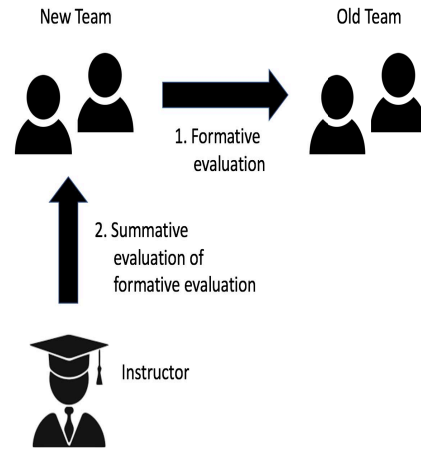 New Team
Old Team
1. Formative
evaluation
2. Summative
evaluation of
formative evaluation
Instructor